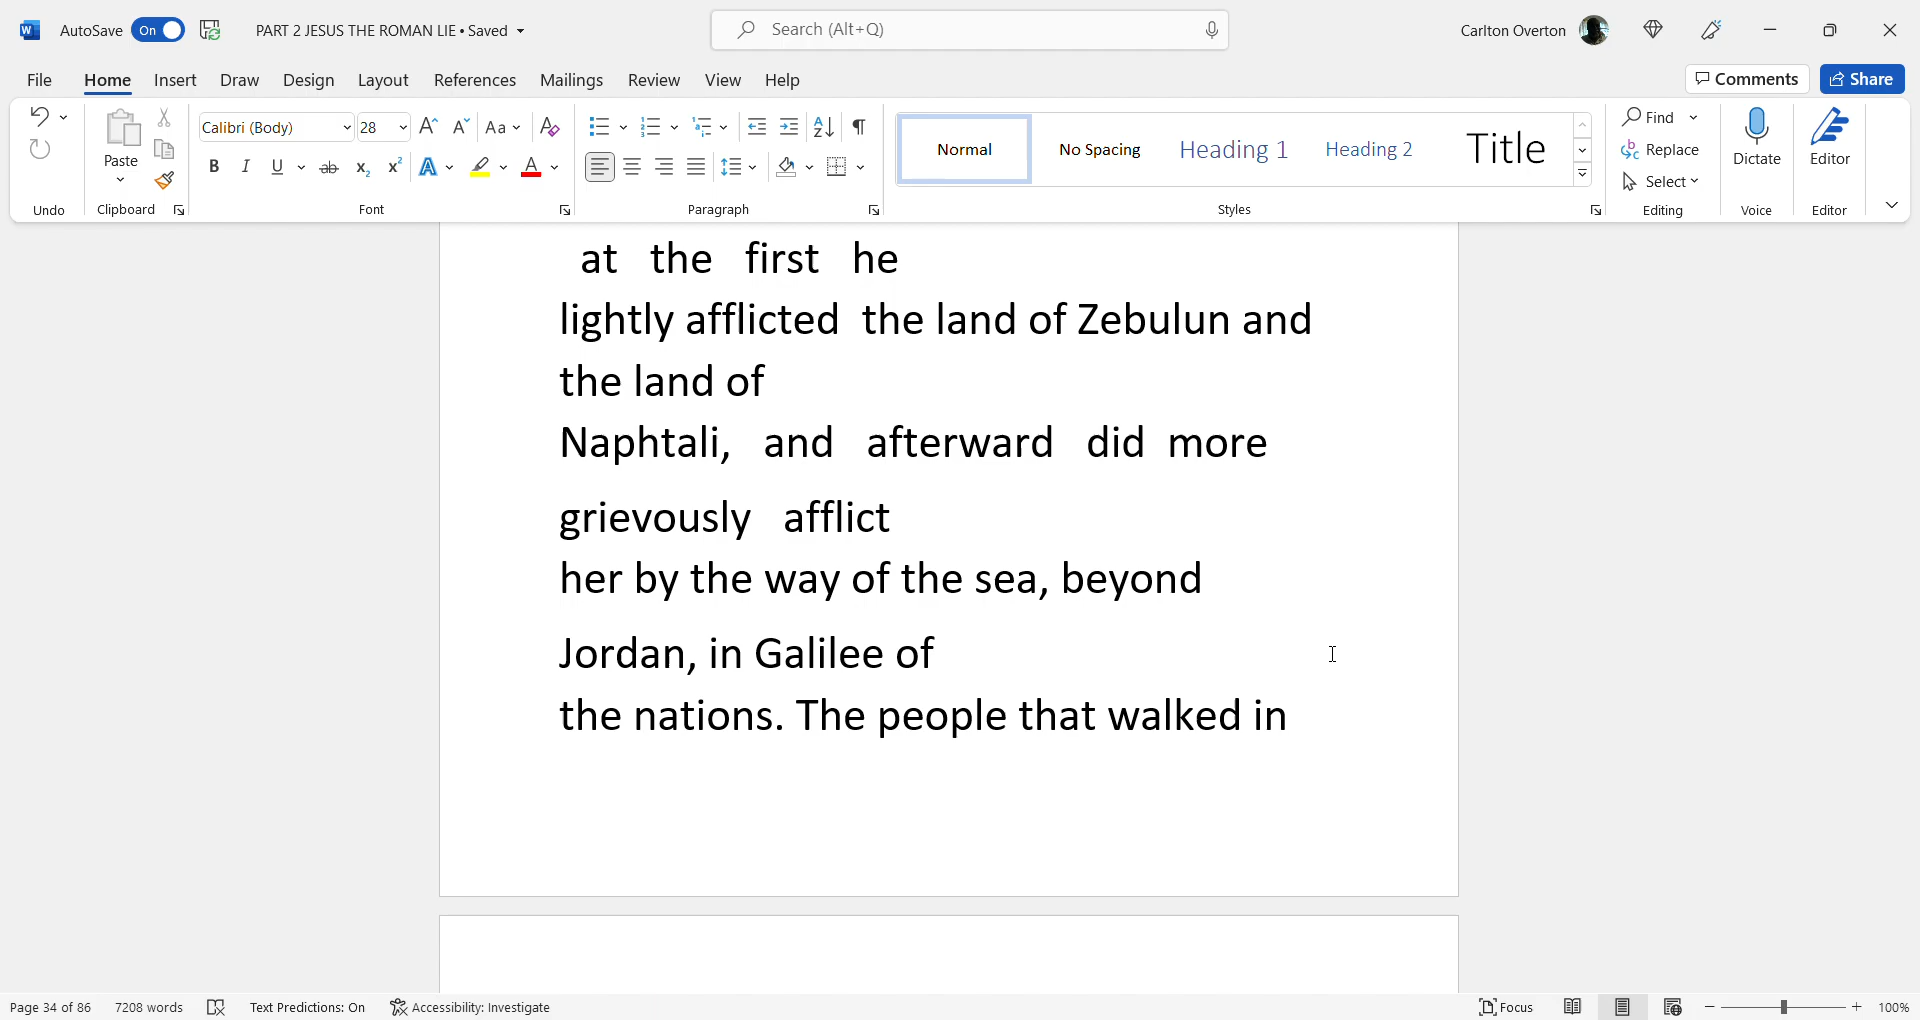 AutoSave On PART 2 JESUS THE ROMAN LIE • Saved Search (Alt+Q) Carlton Overton
File Home Insert Draw Design Layout References Mailings Review View Help Comments Share
Calibri (Body) 28 Aa
Paste
B I U ab x₂ x² A A
Normal No Spacing Heading 1 Heading 2 Title
Find
Replace
Select
Dictate Editor
Undo Clipboard Font Paragraph Styles Editing Voice Editor
at the first he
lightly afflicted the land of Zebulun and
the land of
Naphtali, and afterward did more
grievously afflict
her by the way of the sea, beyond
Jordan, in Galilee of
the nations. The people that walked in
Page 34 of 86 7208 words Text Predictions: On Accessibility: Investigate Focus 100%